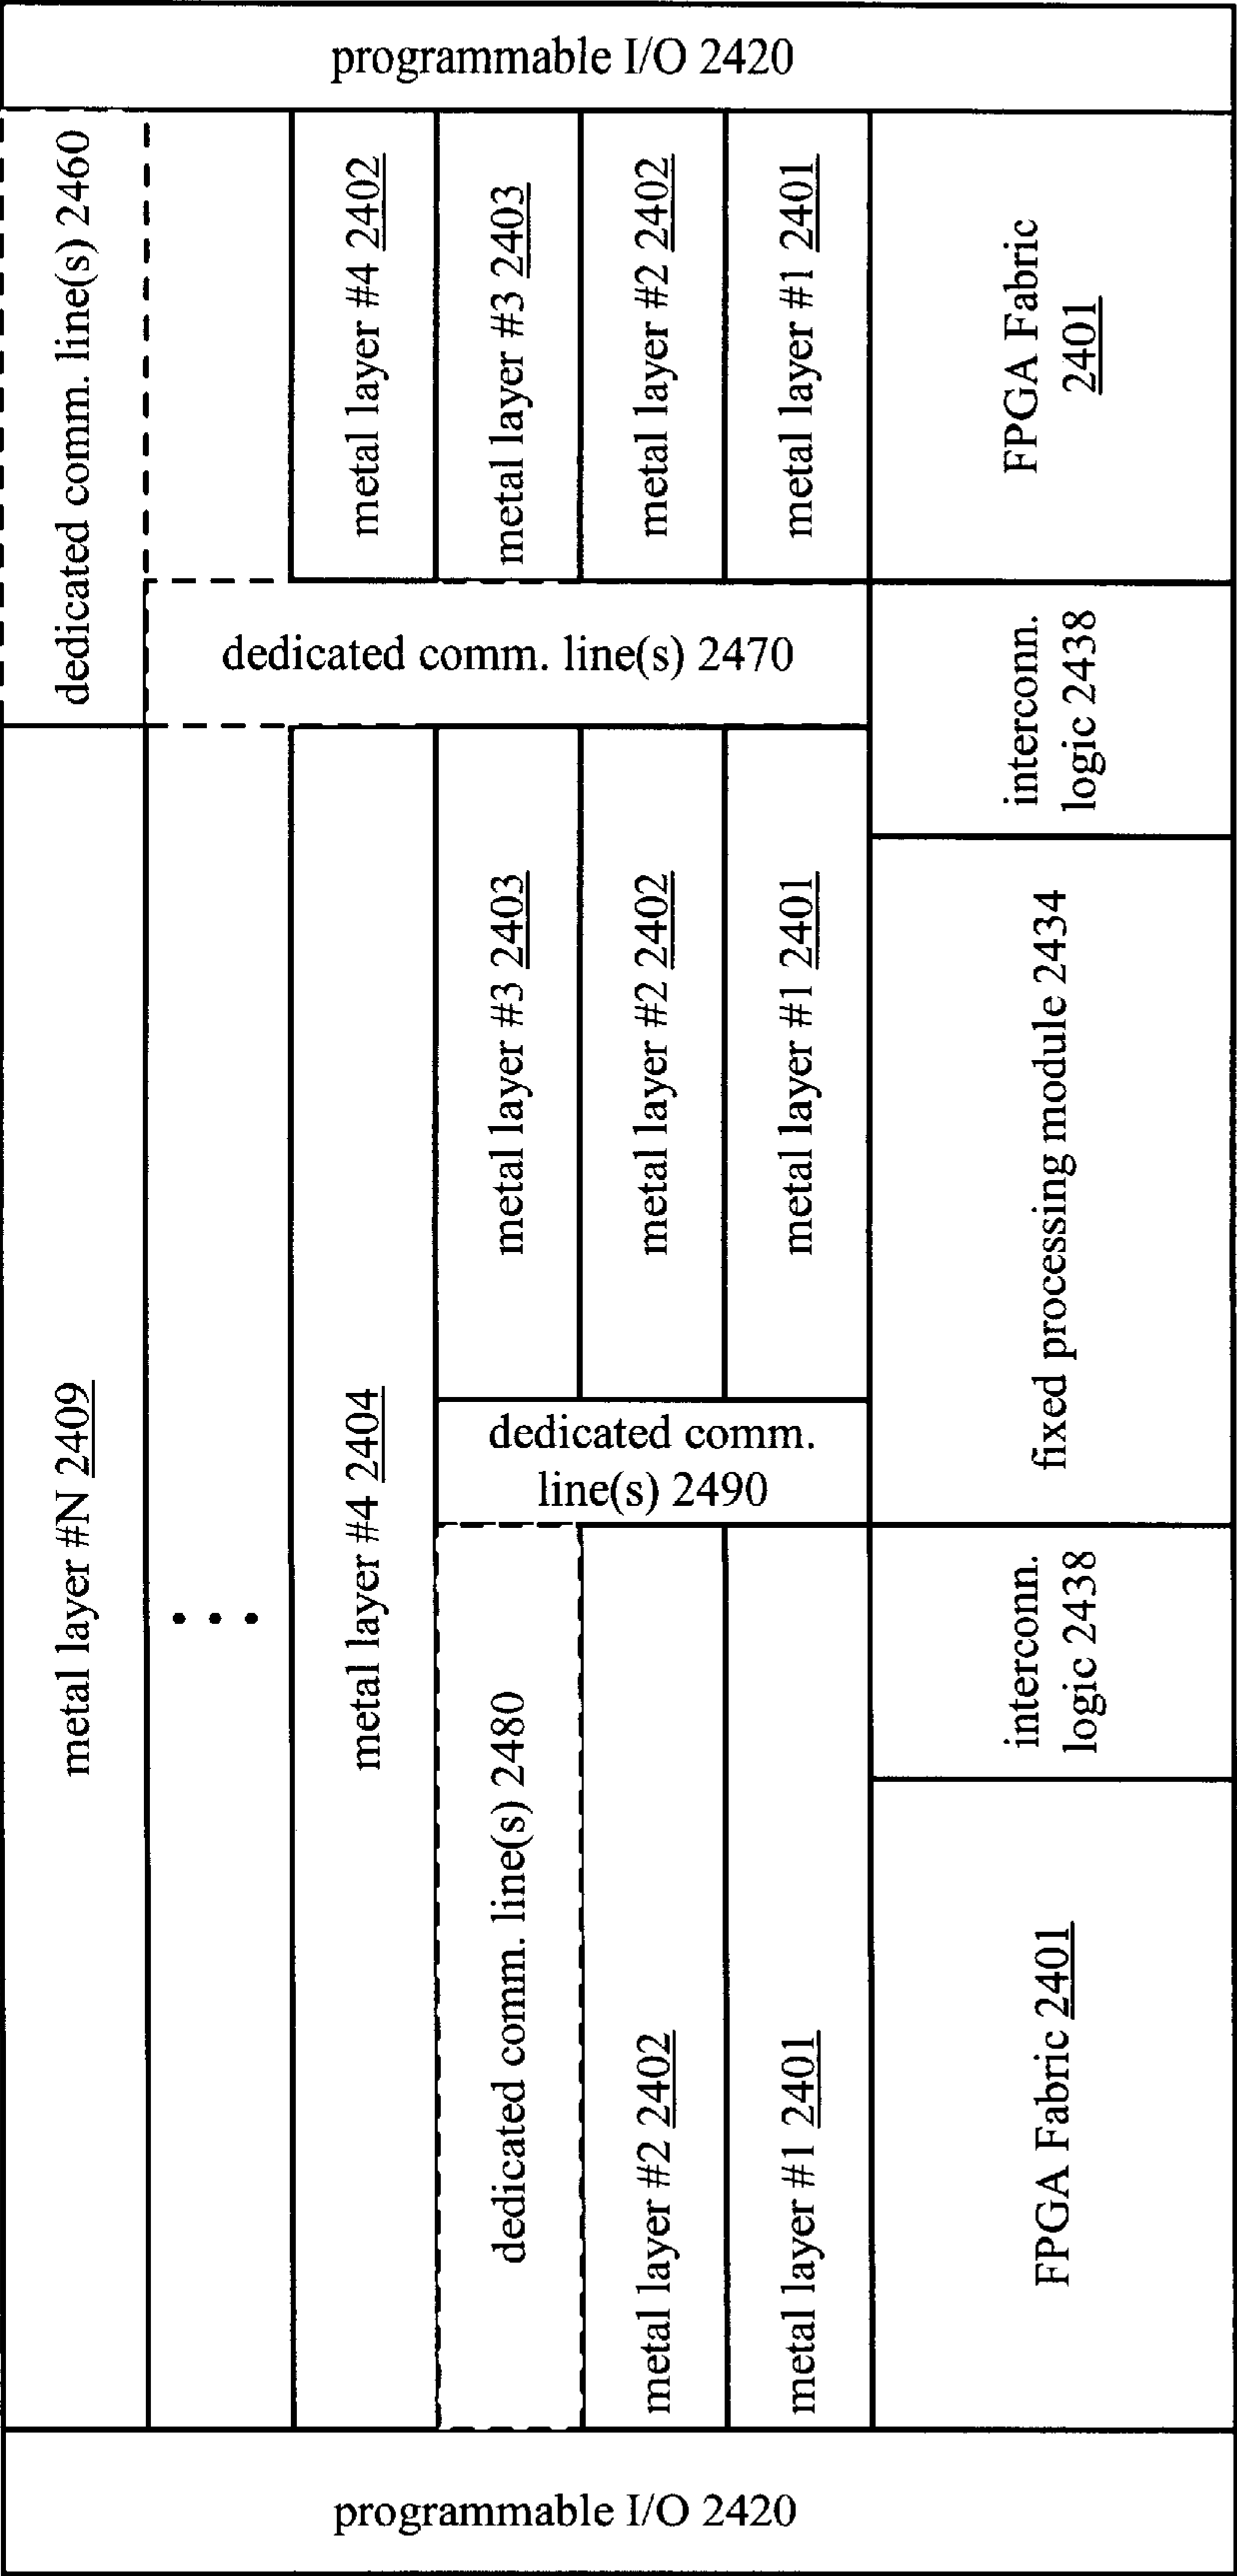 programmable I/O 2420
dedicated comm. line(s) 2460
metal layer #4 2402
metal layer #3 2403
metal layer #2 2402
metal layer #1 2401
FPGA Fabric
2401
dedicated comm. line(s) 2470
interconn.
logic 2438
metal layer #N 2409
metal layer #4 2404
metal layer #3 2403
metal layer #2 2402
metal layer #1 2401
fixed processing module 2434
dedicated comm.
line(s) 2490
• • •
interconn.
logic 2438
dedicated comm. line(s) 2480
metal layer #2 2402
metal layer #1 2401
FPGA Fabric 2401
programmable I/O 2420